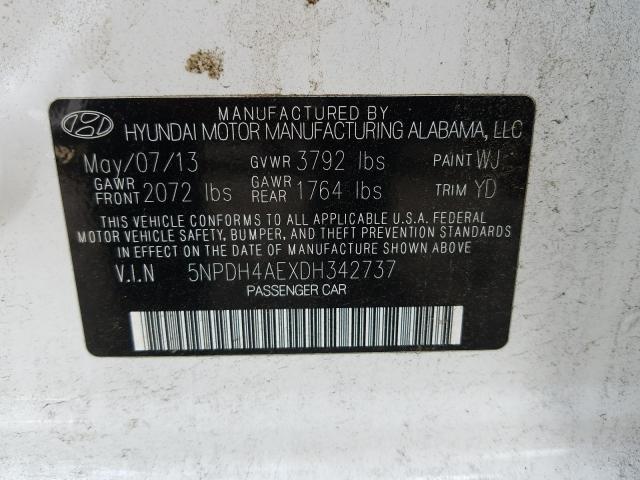 MANUFACTURED BY
HYUNDAI MOTOR MANUFACTURING ALABAMA, LLC
May/07/13 GVWR 3792 lbs PAINT WJ
GAWR FRONT 2072 lbs GAWR REAR 1764 lbs TRIM YD
THIS VEHICLE CONFORMS TO ALL APPLICABLE U.S.A. FEDERAL
MOTOR VEHICLE SAFETY, BUMPER, AND THEFT PREVENTION STANDARDS
IN EFFECT ON THE DATE OF MANUFACTURE SHOWN ABOVE.
V.I.N 5NPDH4AEXDH342737
PASSENGER CAR